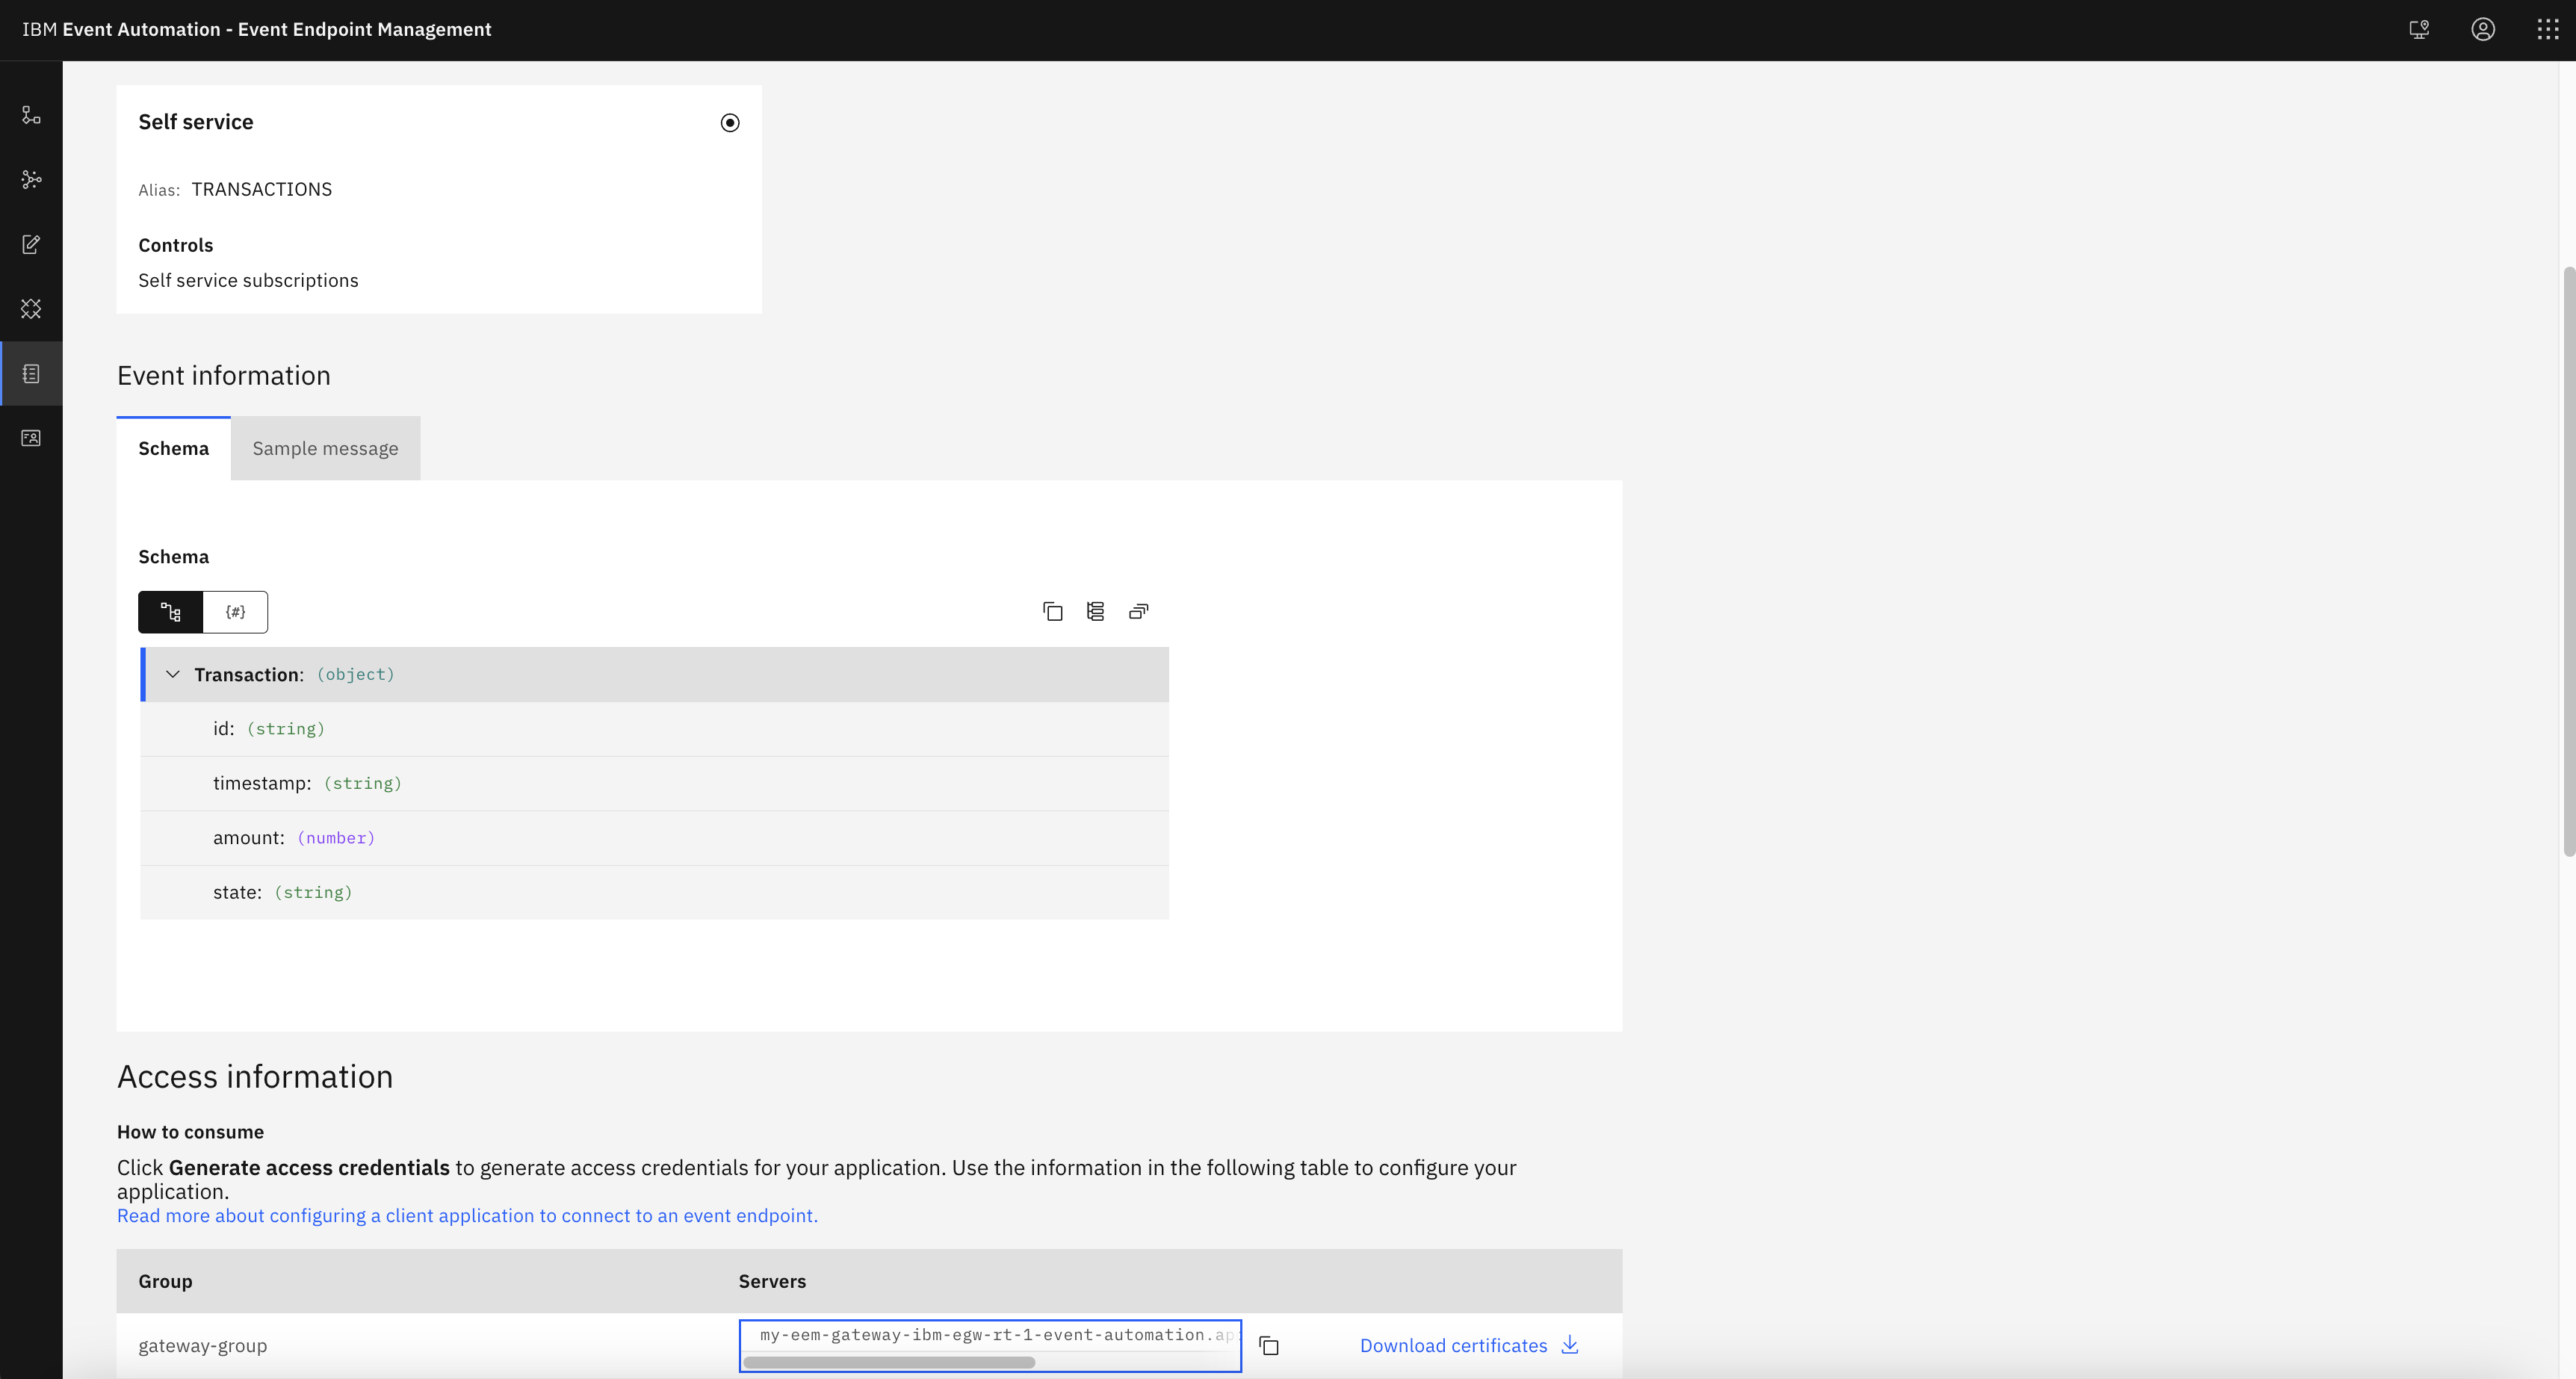 IBM Event Automation - Event Endpoint Management
Self service
Alias: TRANSACTIONS
Controls
Self service subscriptions
Event information
Schema Sample message
Schema
{#}
Transaction: (object)
id: (string)
timestamp: (string)
amount: (number)
state: (string)
Access information
How to consume
Click Generate access credentials to generate access credentials for your application. Use the information in the following table to configure your
application.
Read more about configuring a client application to connect to an event endpoint.
Group Servers
gateway-group my-eem-gateway-ibm-egw-rt-1-event-automation.ap Download certificates